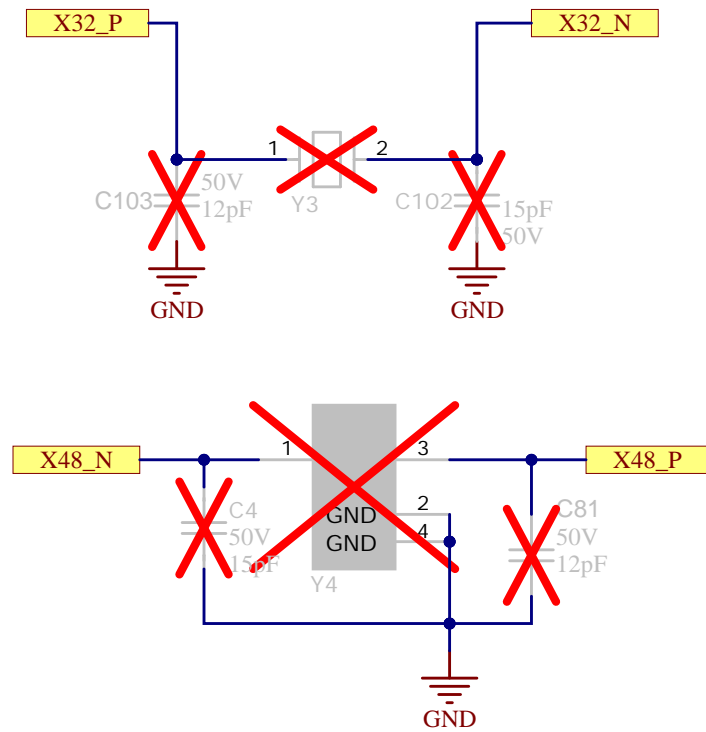 X32_P
X32_N
1
2
50V
C103
12pF
Y3
C102
15pF
50V
GND
GND
X48_N
1
3
X48_P
C4
50V
15pF
2
GND
4
GND
Y4
C81
50V
12pF
GND